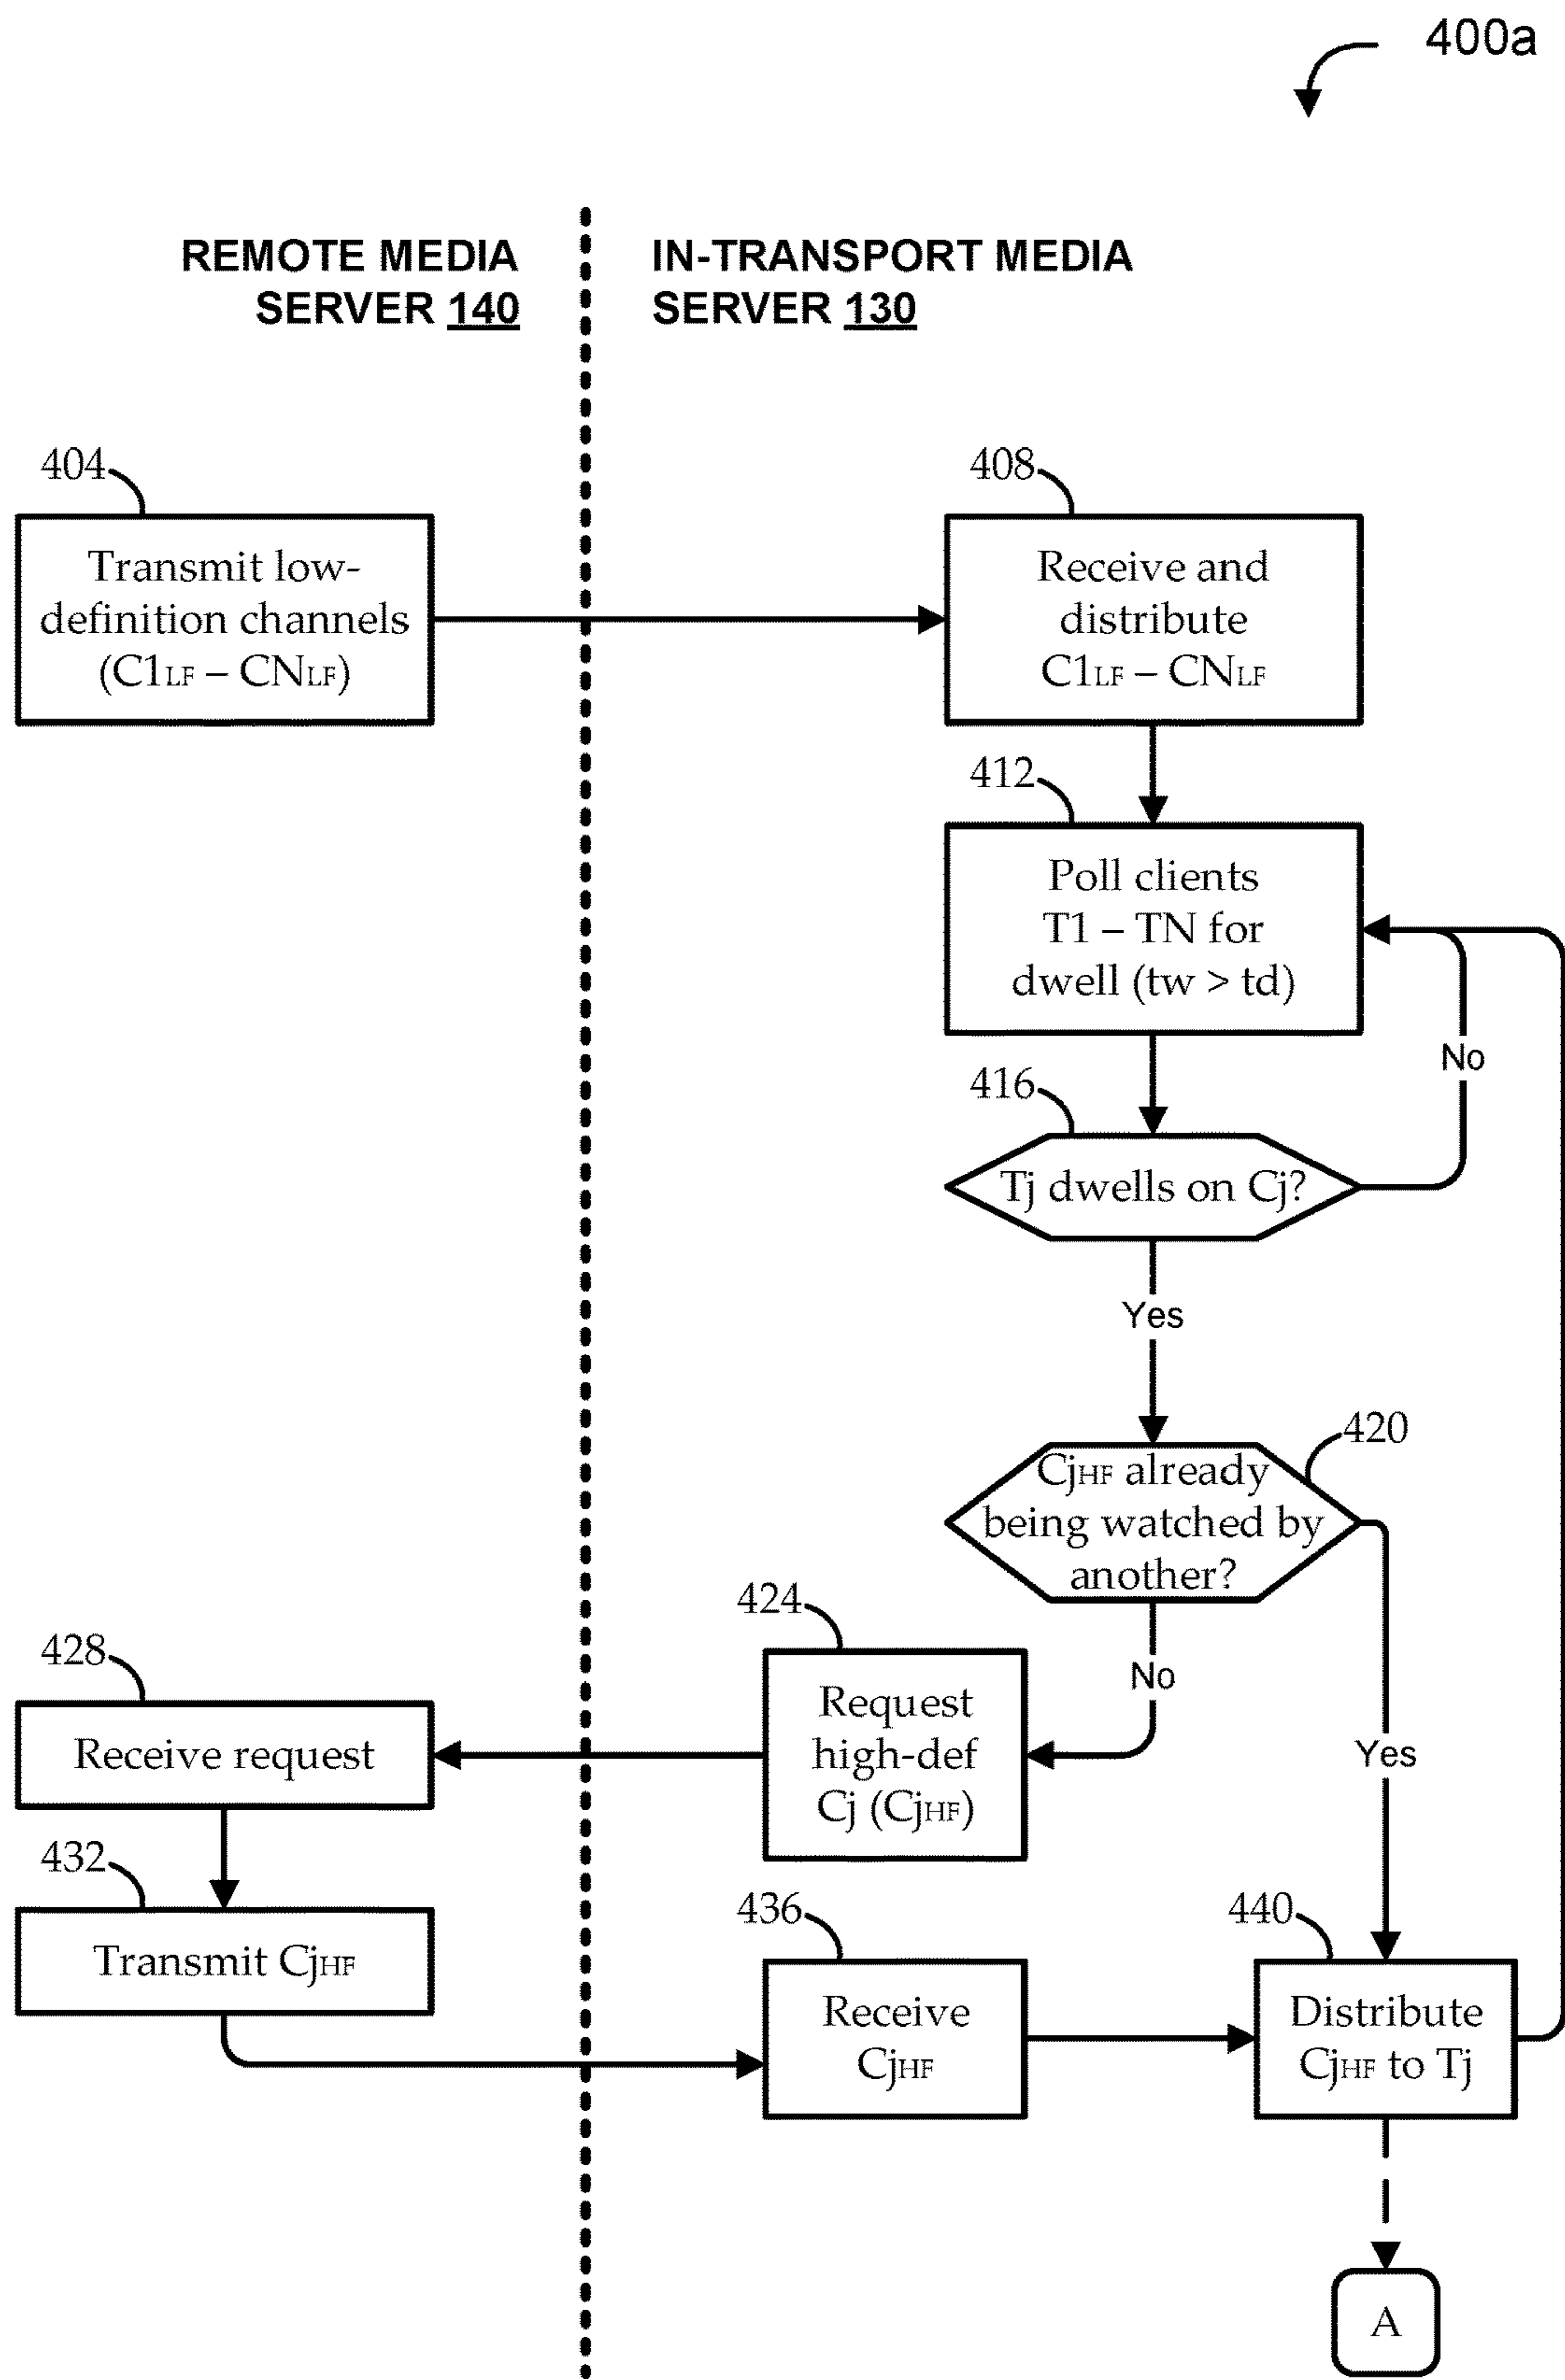 400a
REMOTE MEDIA
SERVER 140
IN-TRANSPORT MEDIA
SERVER 130
404
Transmit low-
definition channels
(C1LF – CNLF)
408
Receive and
distribute
C1LF – CNLF
412
Poll clients
T1 – TN for
dwell (tw > td)
No
416
Tj dwells on Cj?
Yes
420
CjHF already
being watched by
another?
424
No
Request
high-def
Cj (CjHF)
Yes
428
Receive request
432
Transmit CjHF
436
Receive
CjHF
440
Distribute
CjHF to Tj
A